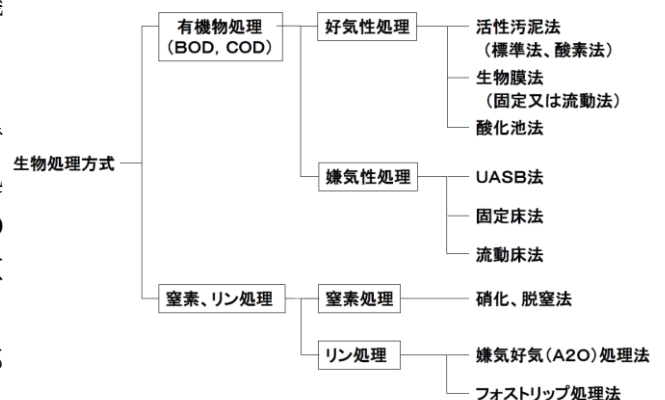 有機物処理
(BOD, COD)
好気性処理
活性汚泥法
(標準法、酸素法)
生物膜法
(固定又は流動法)
酸化池法
生物処理方式
嫌気性処理
UASB法
固定床法
流動床法
窒素、リン処理
窒素処理
硝化、脱窒法
リン処理
嫌気好気(A2O)処理法
フォストリップ処理法